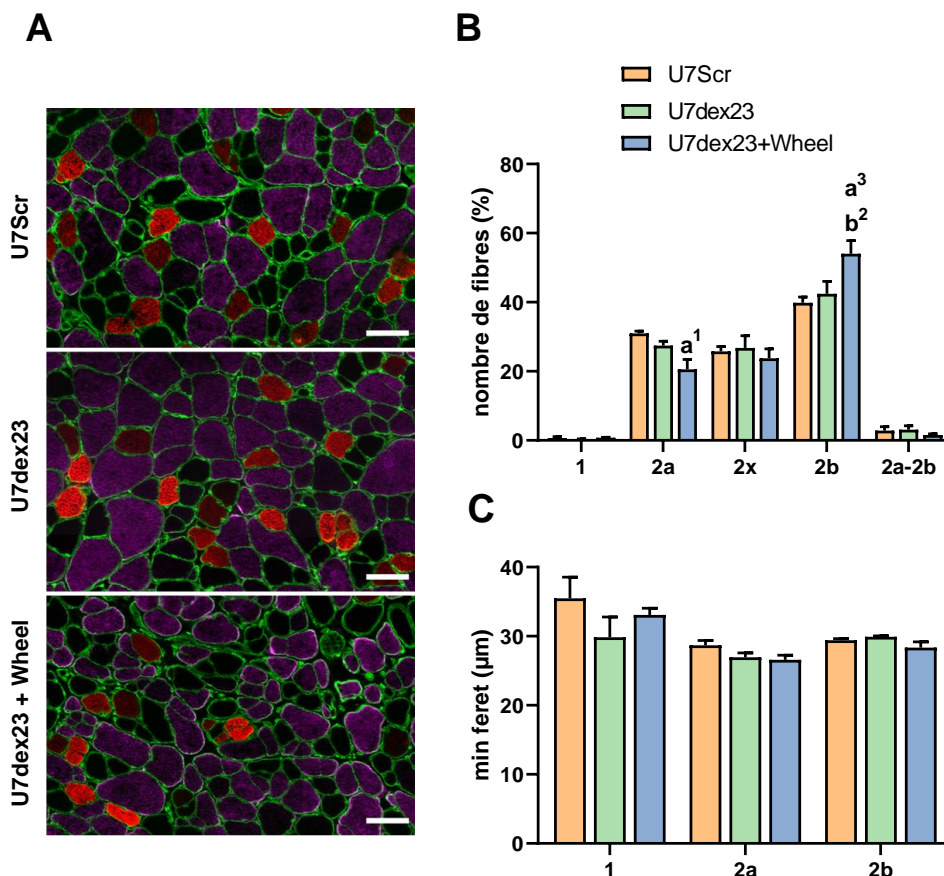 A
U7Scr
U7dex23
U7dex23 + Wheel
B
U7Scr
U7dex23
U7dex23+Wheel
nombre de fibres (%)
80
60
40
20
0
a¹
a³
b²
1 2a 2x 2b 2a-2b
C
min feret (µm)
40
30
20
10
0
1 2a 2b